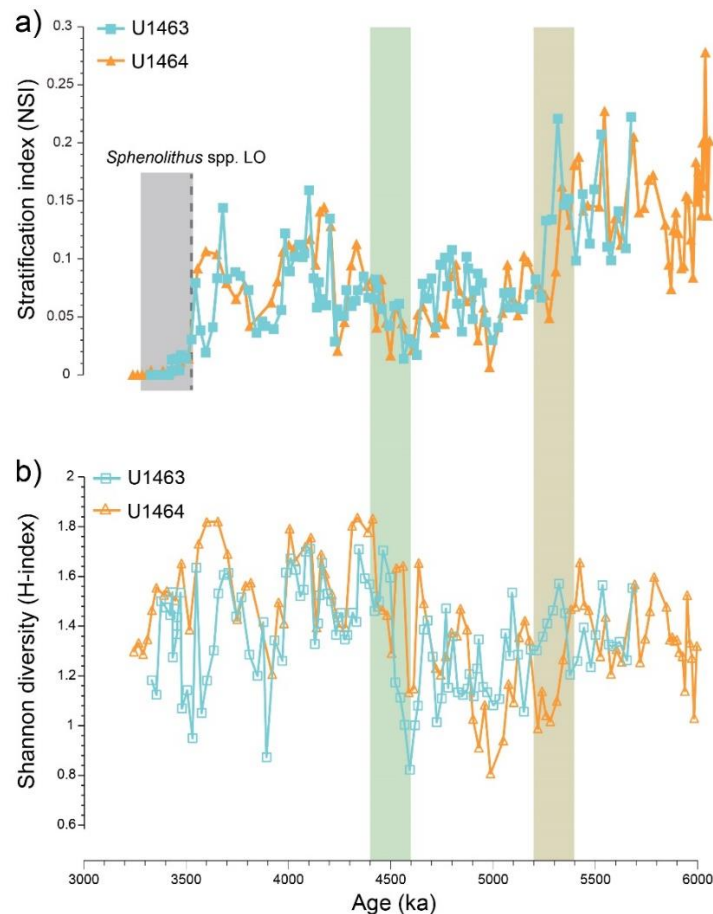 a)
U1463
U1464
Sphenolithus spp. LO
Stratification index (NSI)
0.3
0.25
0.2
0.15
0.1
0.05
0
b)
U1463
U1464
Shannon diversity (H-index)
2
1.8
1.6
1.4
1.2
1
0.8
0.6
3000
3500
4000
4500
5000
5500
6000
Age (ka)